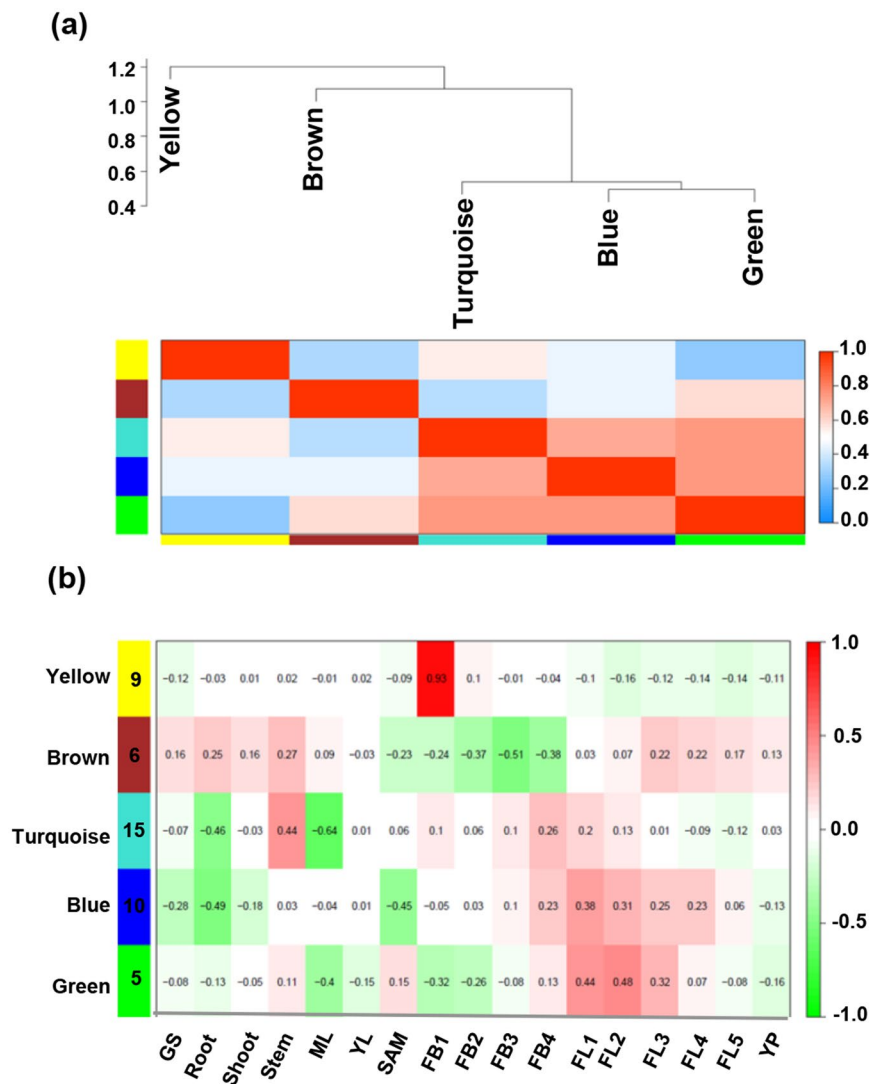 (a)
1.2
1.0
0.8
0.6
0.4
Yellow
Brown
Turquoise
Blue
Green
1.0
0.8
0.6
0.4
0.2
0.0
(b)
Yellow 9 −0.12 −0.03 0.01 0.02 −0.01 0.02 −0.09 0.93 0.1 −0.01 −0.04 −0.1 −0.16 −0.12 −0.14 −0.14 −0.11
Brown 6 0.16 0.25 0.16 0.27 0.09 −0.03 −0.23 −0.24 −0.37 −0.51 −0.38 0.03 0.07 0.22 0.22 0.17 0.13
Turquoise 15 −0.07 −0.46 −0.03 0.44 −0.64 0.01 0.06 0.1 0.06 0.1 0.26 0.2 0.13 0.01 −0.09 −0.12 0.03
Blue 10 −0.28 −0.49 −0.18 0.03 −0.04 0.01 −0.45 −0.05 0.03 0.1 0.23 0.38 0.31 0.25 0.23 0.06 −0.13
Green 5 −0.08 −0.13 −0.05 0.11 −0.4 −0.15 0.15 −0.32 −0.26 −0.08 0.13 0.44 0.48 0.32 0.07 −0.08 −0.16
GS Root Shoot Stem ML YL SAM FB1 FB2 FB3 FB4 FL1 FL2 FL3 FL4 FL5 YP
1.0
0.5
0.0
-0.5
-1.0